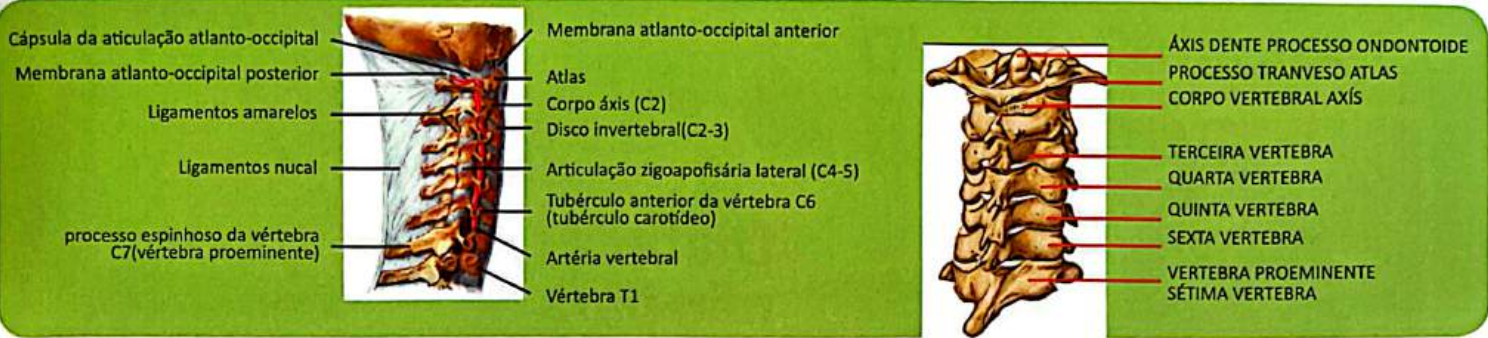 Cápsula da aticulação atlanto-occipital
Membrana atlanto-occipital posterior
Ligamentos amarelos
Ligamentos nucal
processo espinhoso da vértebra
C7(vértebra proeminente)
Membrana atlanto-occipital anterior
Atlas
Corpo áxis (C2)
Disco invertebral(C2-3)
Articulação zigoapofisária lateral (C4-5)
Tubérculo anterior da vértebra C6
(tubérculo carotídeo)
Artéria vertebral
Vértebra T1
ÁXIS DENTE PROCESSO ONDONTOIDE
PROCESSO TRANVESO ATLAS
CORPO VERTEBRAL AXÍS
TERCEIRA VERTEBRA
QUARTA VERTEBRA
QUINTA VERTEBRA
SEXTA VERTEBRA
VERTEBRA PROEMINENTE
SÉTIMA VERTEBRA